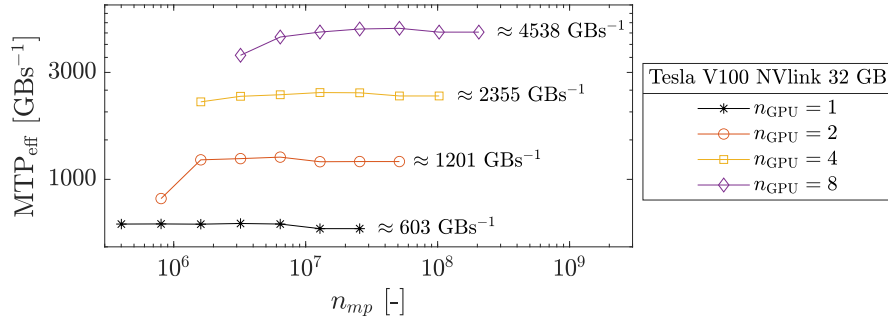 MTP_eff [GBs⁻¹]
3000
1000
≈ 4538 GBs⁻¹
≈ 2355 GBs⁻¹
≈ 1201 GBs⁻¹
≈ 603 GBs⁻¹
10⁶ 10⁷ 10⁸ 10⁹
n_mp [-]
Tesla V100 NVlink 32 GB
n_GPU = 1
n_GPU = 2
n_GPU = 4
n_GPU = 8